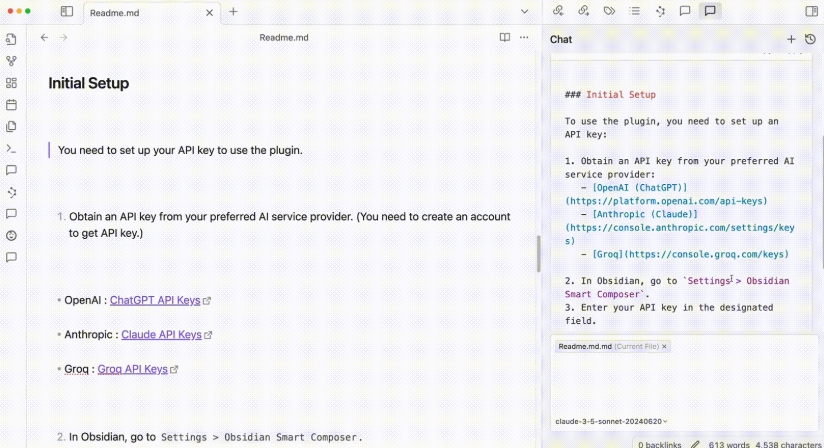 Readme.md
Readme.md
Initial Setup
You need to set up your API key to use the plugin.
1. Obtain an API key from your preferred AI service provider. (You need to create an account
to get API key.)
• OpenAI : ChatGPT API Keys
• Anthropic : Claude API Keys
• Groq : Groq API Keys
2. In Obsidian, go to Settings > Obsidian Smart Composer.
Chat
### Initial Setup
To use the plugin, you need to set up an
API key:
1. Obtain an API key from your preferred AI
service provider:
- [OpenAI (ChatGPT)]
(https://platform.openai.com/api-keys)
- [Anthropic (Claude)]
(https://console.anthropic.com/settings/key
s)
- [Groq](https://console.groq.com/keys)
2. In Obsidian, go to `Settings > Obsidian
Smart Composer`.
3. Enter your API key in the designated
field.
Readme.md.md (Current File) ×
claude-3-5-sonnet-20240620
0 backlinks 613 words 4,538 characters